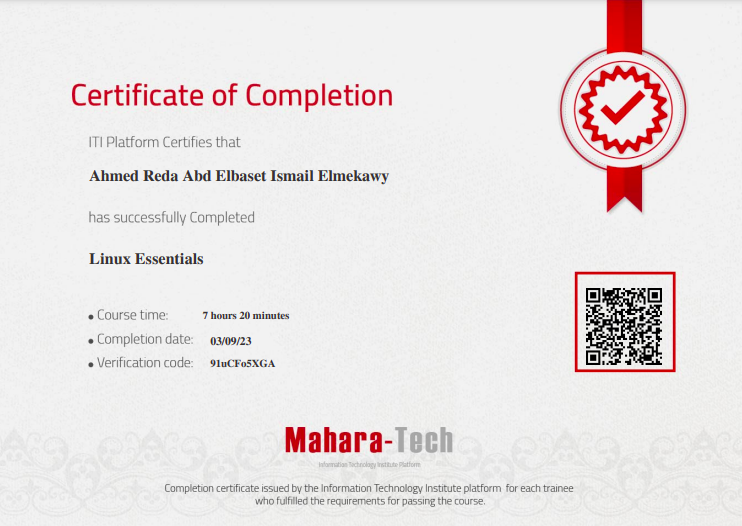 Certificate of Completion
ITI Platform Certifies that
Ahmed Reda Abd Elbaset Ismail Elmekawy
has successfully Completed
Linux Essentials
Course time: 7 hours 20 minutes
Completion date: 03/09/23
Verification code: 91uCFo5XGA
Mahara-Tech
Information Technology Institute Platform
Completion certificate issued by the Information Technology Institute platform for each trainee
who fulfilled the requirements for passing the course.